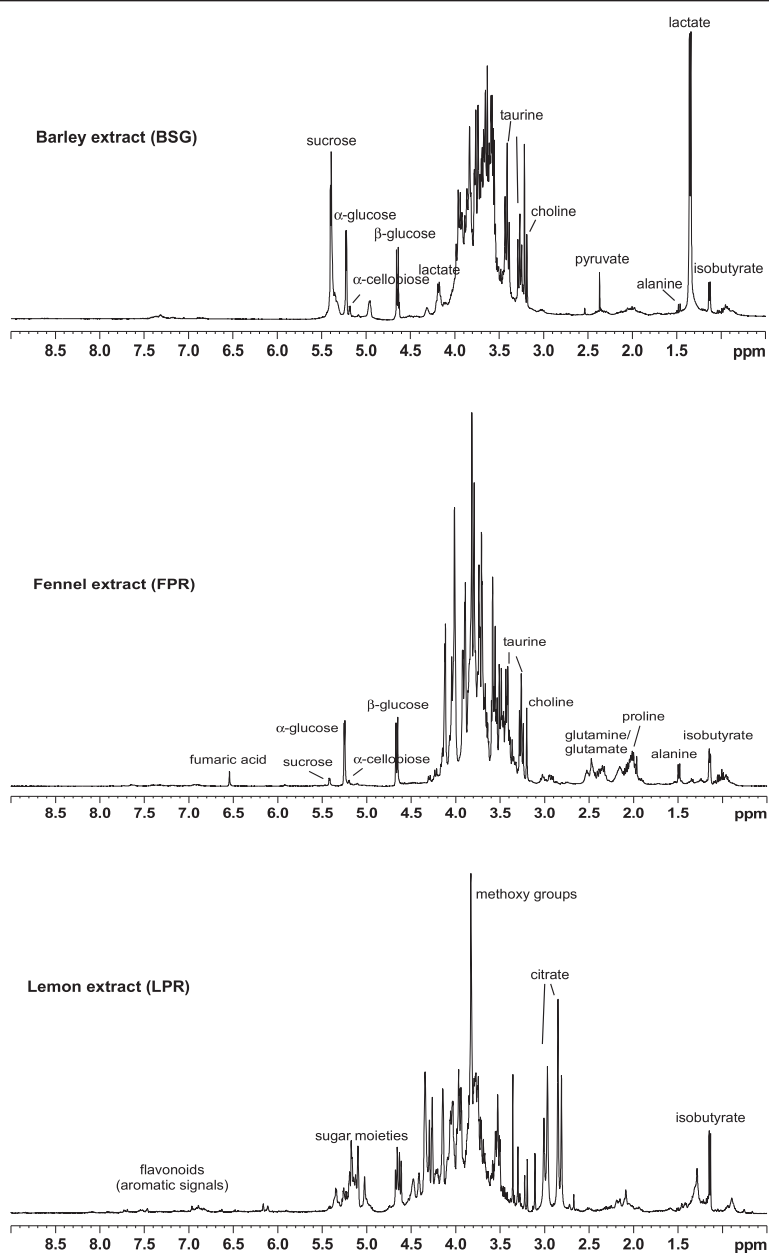 lactate
Barley extract (BSG)
taurine
sucrose
α-glucose
choline
β-glucose
pyruvate
α-cellobiose
lactate
alanine
isobutyrate
8.5 8.0 7.5 6.5 6.0 5.5 5.0 4.5 4.0 3.5 3.0 2.5 2.0 1.5 ppm
Fennel extract (FPR)
taurine
β-glucose
choline
α-glucose
proline
glutamine/
glutamate
isobutyrate
fumaric acid
sucrose
α-cellobiose
alanine
8.5 8.0 7.5 7.0 6.5 6.0 5.5 5.0 4.5 4.0 3.5 3.0 2.5 2.0 1.5 ppm
methoxy groups
Lemon extract (LPR)
citrate
isobutyrate
sugar moieties
flavonoids
(aromatic signals)
8.5 8.0 7.5 7.0 6.5 6.0 5.5 5.0 4.5 4.0 3.5 3.0 2.5 2.0 1.5 ppm